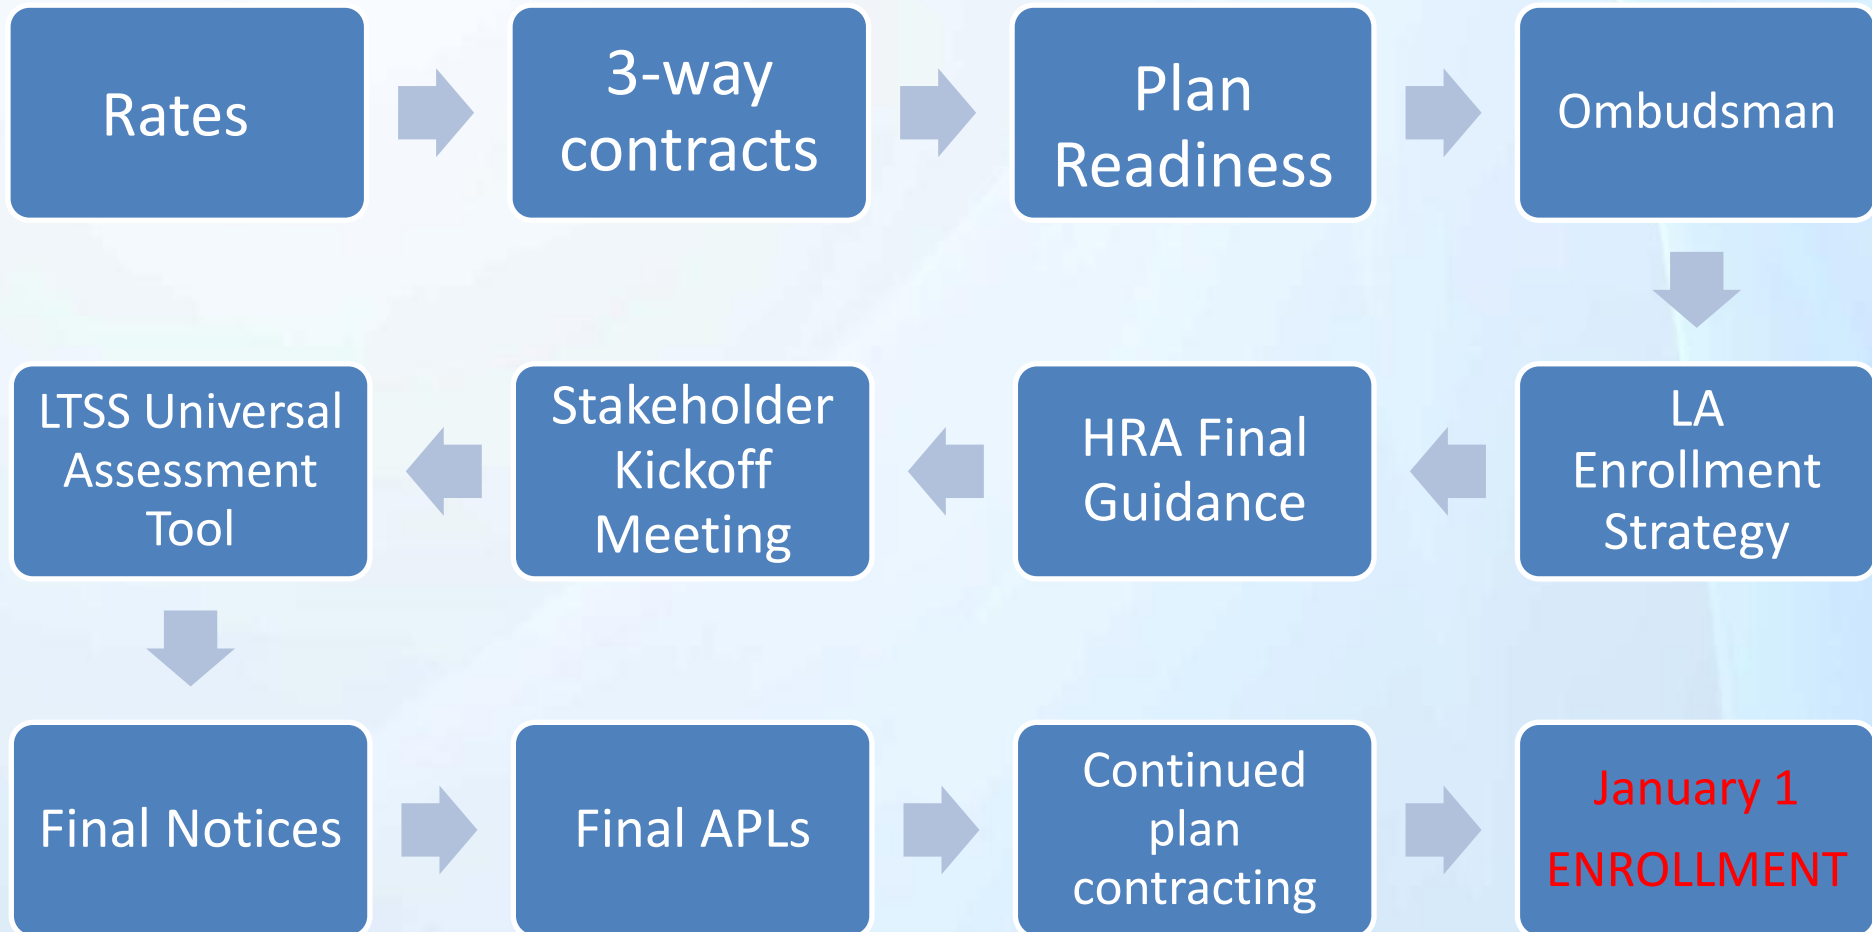 Rates
3-way
contracts
Plan
Readiness
Ombudsman
LA
Enrollment
Strategy
HRA Final
Guidance
Stakeholder
Kickoff
Meeting
LTSS Universal
Assessment
Tool
Final Notices
Final APLs
Continued
plan
contracting
January 1
ENROLLMENT